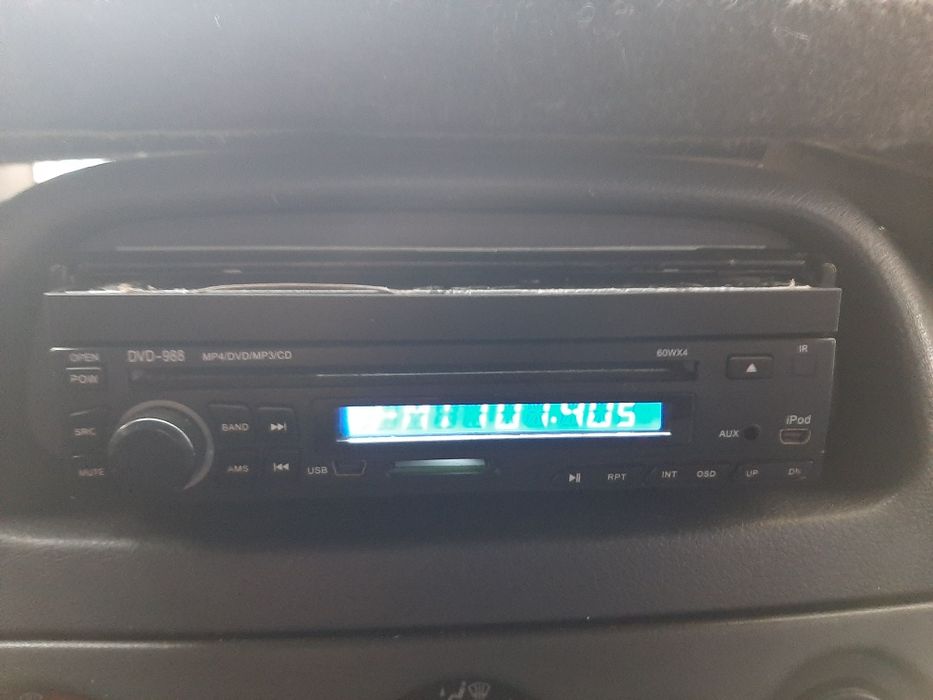 OPEN
DVD-988 MP4/DVD/MP3/CD 60WX4 IR
POW
iPod
SRC BAND AUX
MUTE AMS USB RPT INT OSD UP DN